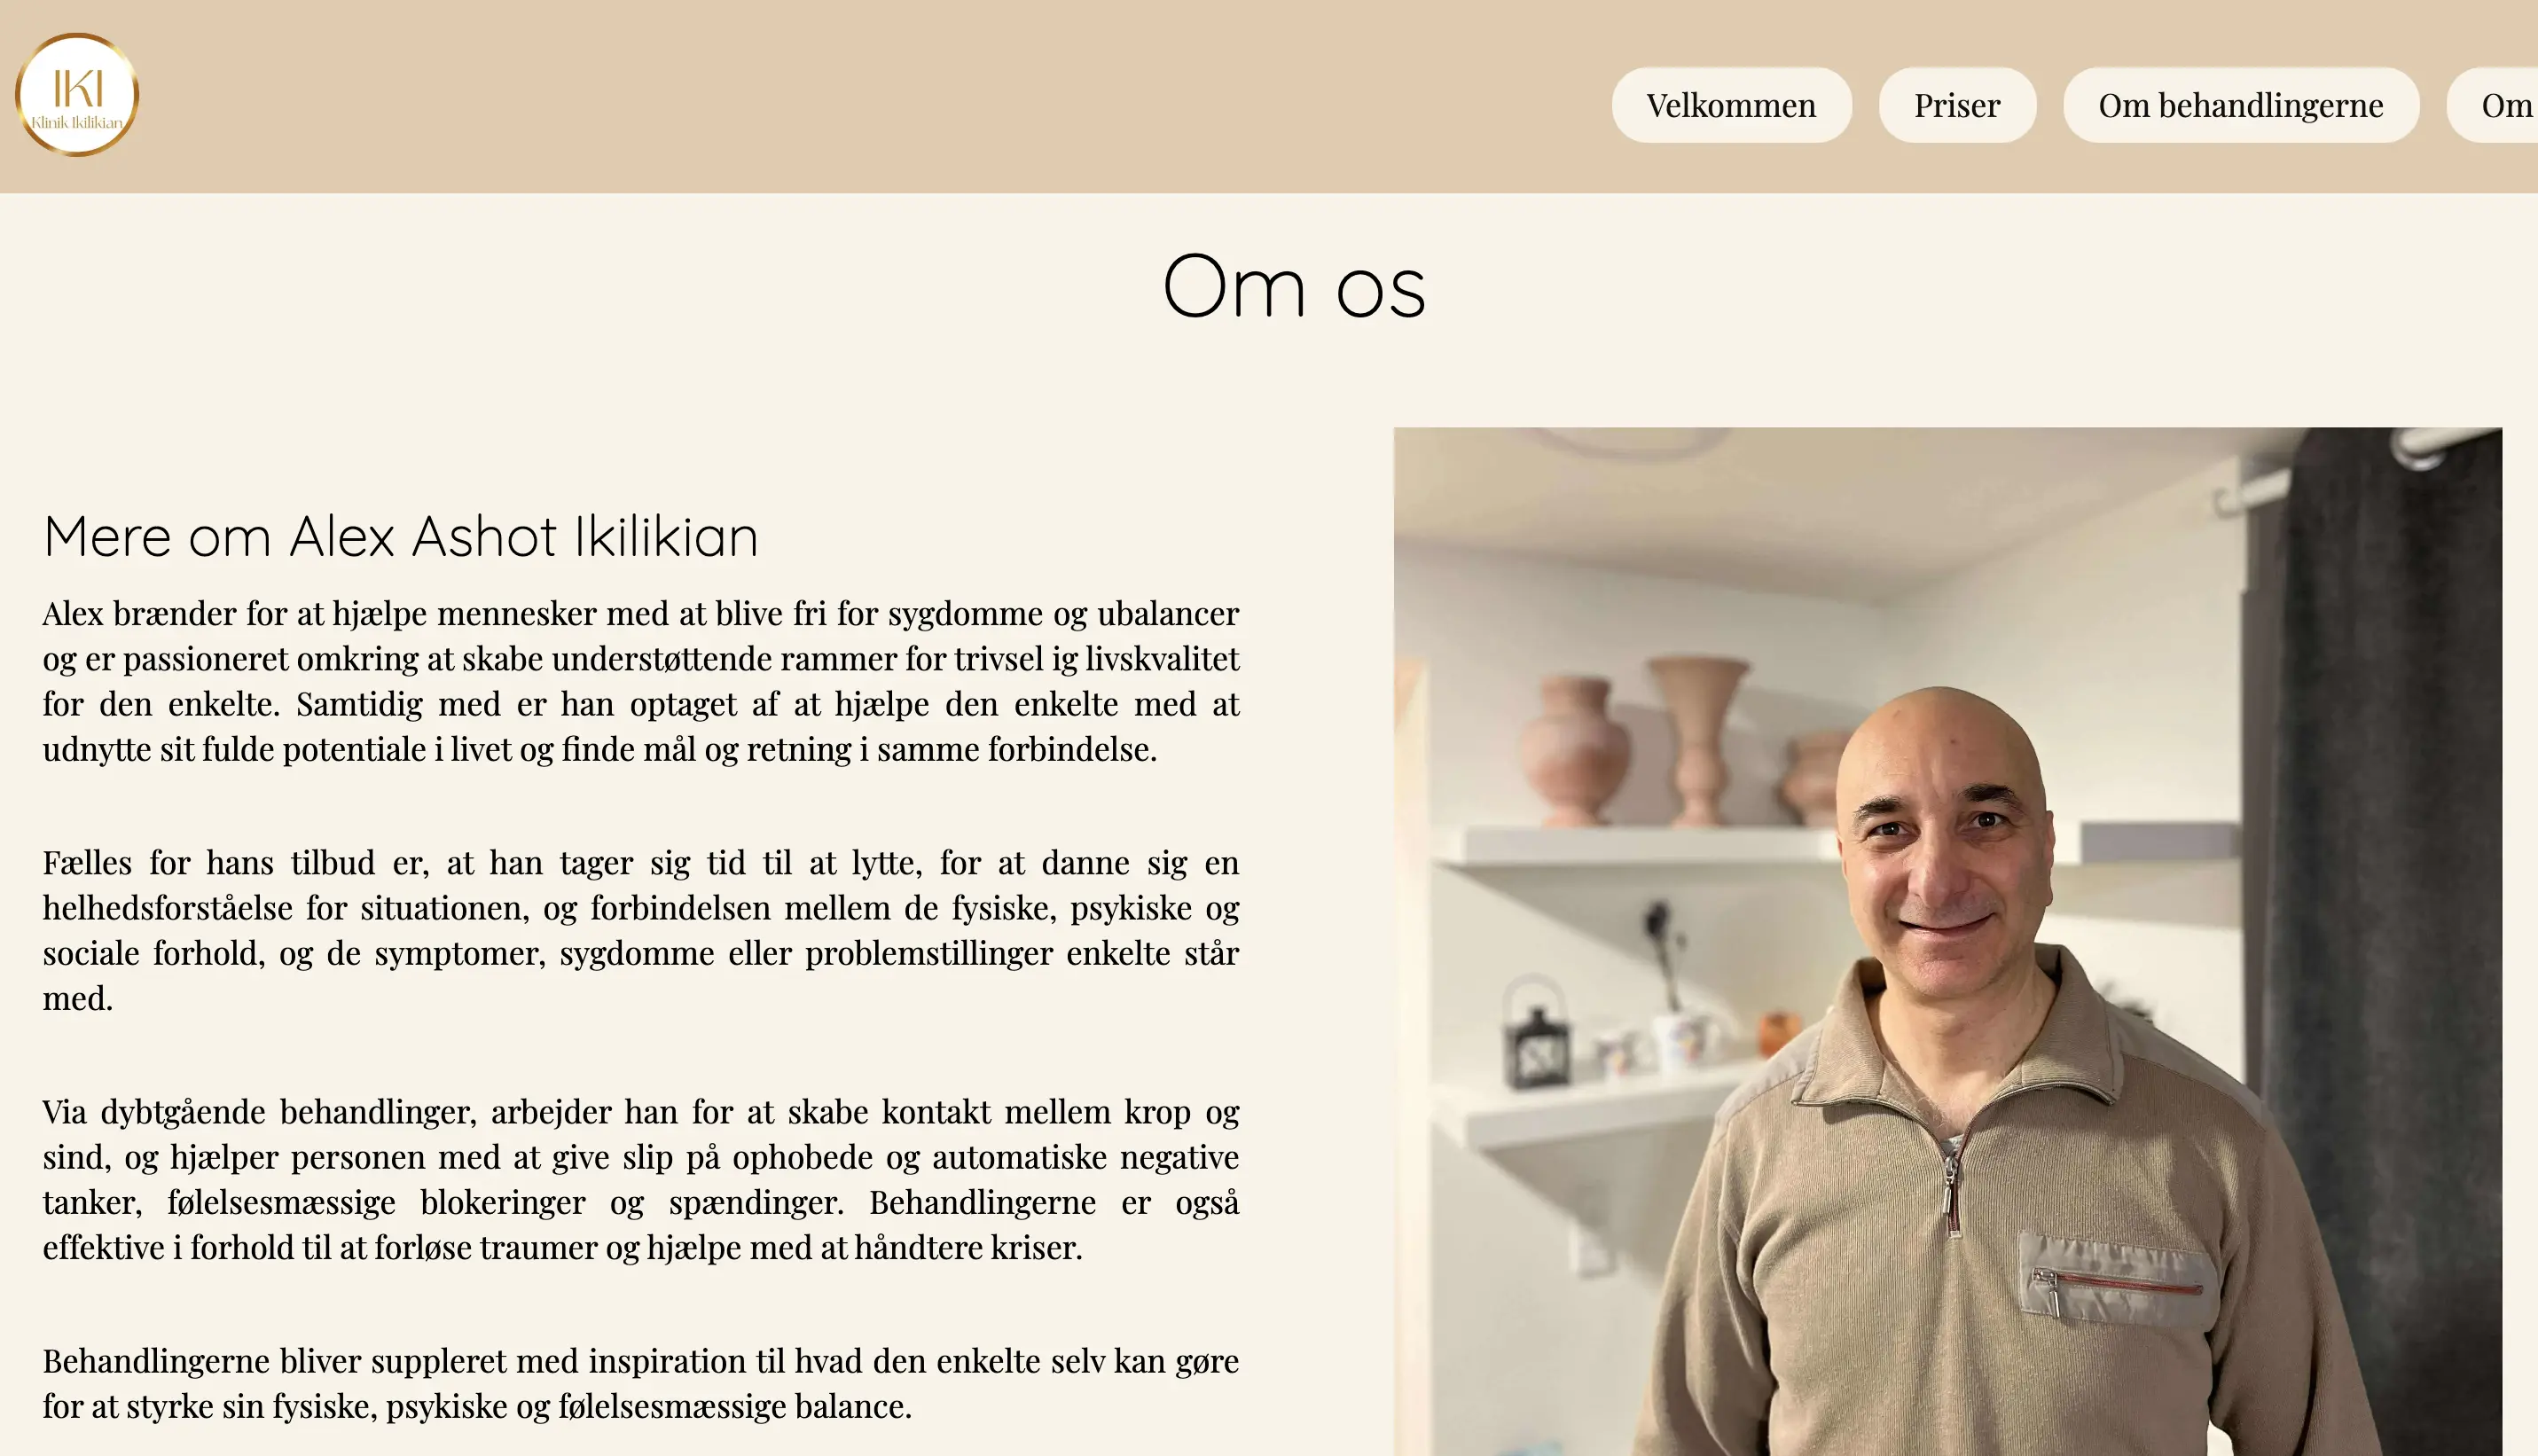 IKI
Klinik Ikilikian
Velkommen
Priser
Om behandlingerne
Om
Om os
Mere om Alex Ashot Ikilikian
Alex brænder for at hjælpe mennesker med at blive fri for sygdomme og ubalancer
og er passioneret omkring at skabe understøttende rammer for trivsel ig livskvalitet
for den enkelte. Samtidig med er han optaget af at hjælpe den enkelte med at
udnytte sit fulde potentiale i livet og finde mål og retning i samme forbindelse.
Fælles for hans tilbud er, at han tager sig tid til at lytte, for at danne sig en
helhedsforståelse for situationen, og forbindelsen mellem de fysiske, psykiske og
sociale forhold, og de symptomer, sygdomme eller problemstillinger enkelte står
med.
Via dybtgående behandlinger, arbejder han for at skabe kontakt mellem krop og
sind, og hjælper personen med at give slip på ophobede og automatiske negative
tanker, følelsesmæssige blokeringer og spændinger. Behandlingerne er også
effektive i forhold til at forløse traumer og hjælpe med at håndtere kriser.
Behandlingerne bliver suppleret med inspiration til hvad den enkelte selv kan gøre
for at styrke sin fysiske, psykiske og følelsesmæssige balance.